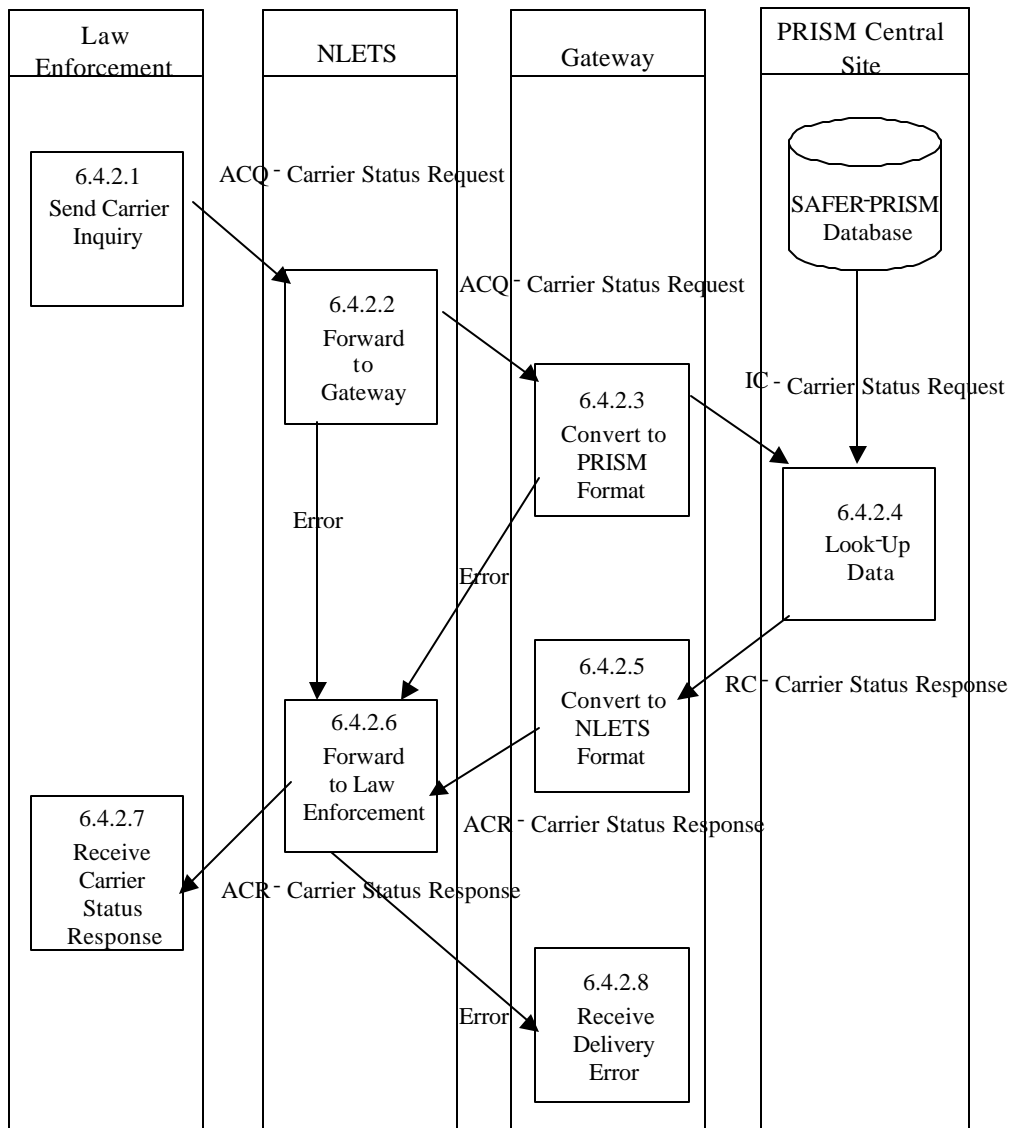 Law
Enforcement
NLETS
Gateway
PRISM Central
Site
6.4.2.1
Send Carrier
Inquiry
ACQ - Carrier Status Request
SAFER-PRISM
Database
6.4.2.2
Forward
to
Gateway
ACQ - Carrier Status Request
6.4.2.3
Convert to
PRISM
Format
IC - Carrier Status Request
6.4.2.4
Look-Up
Data
Error
Error
6.4.2.5
Convert to
NLETS
Format
RC - Carrier Status Response
6.4.2.6
Forward
to Law
Enforcement
ACR - Carrier Status Response
6.4.2.7
Receive
Carrier
Status
Response
ACR - Carrier Status Response
Error
6.4.2.8
Receive
Delivery
Error